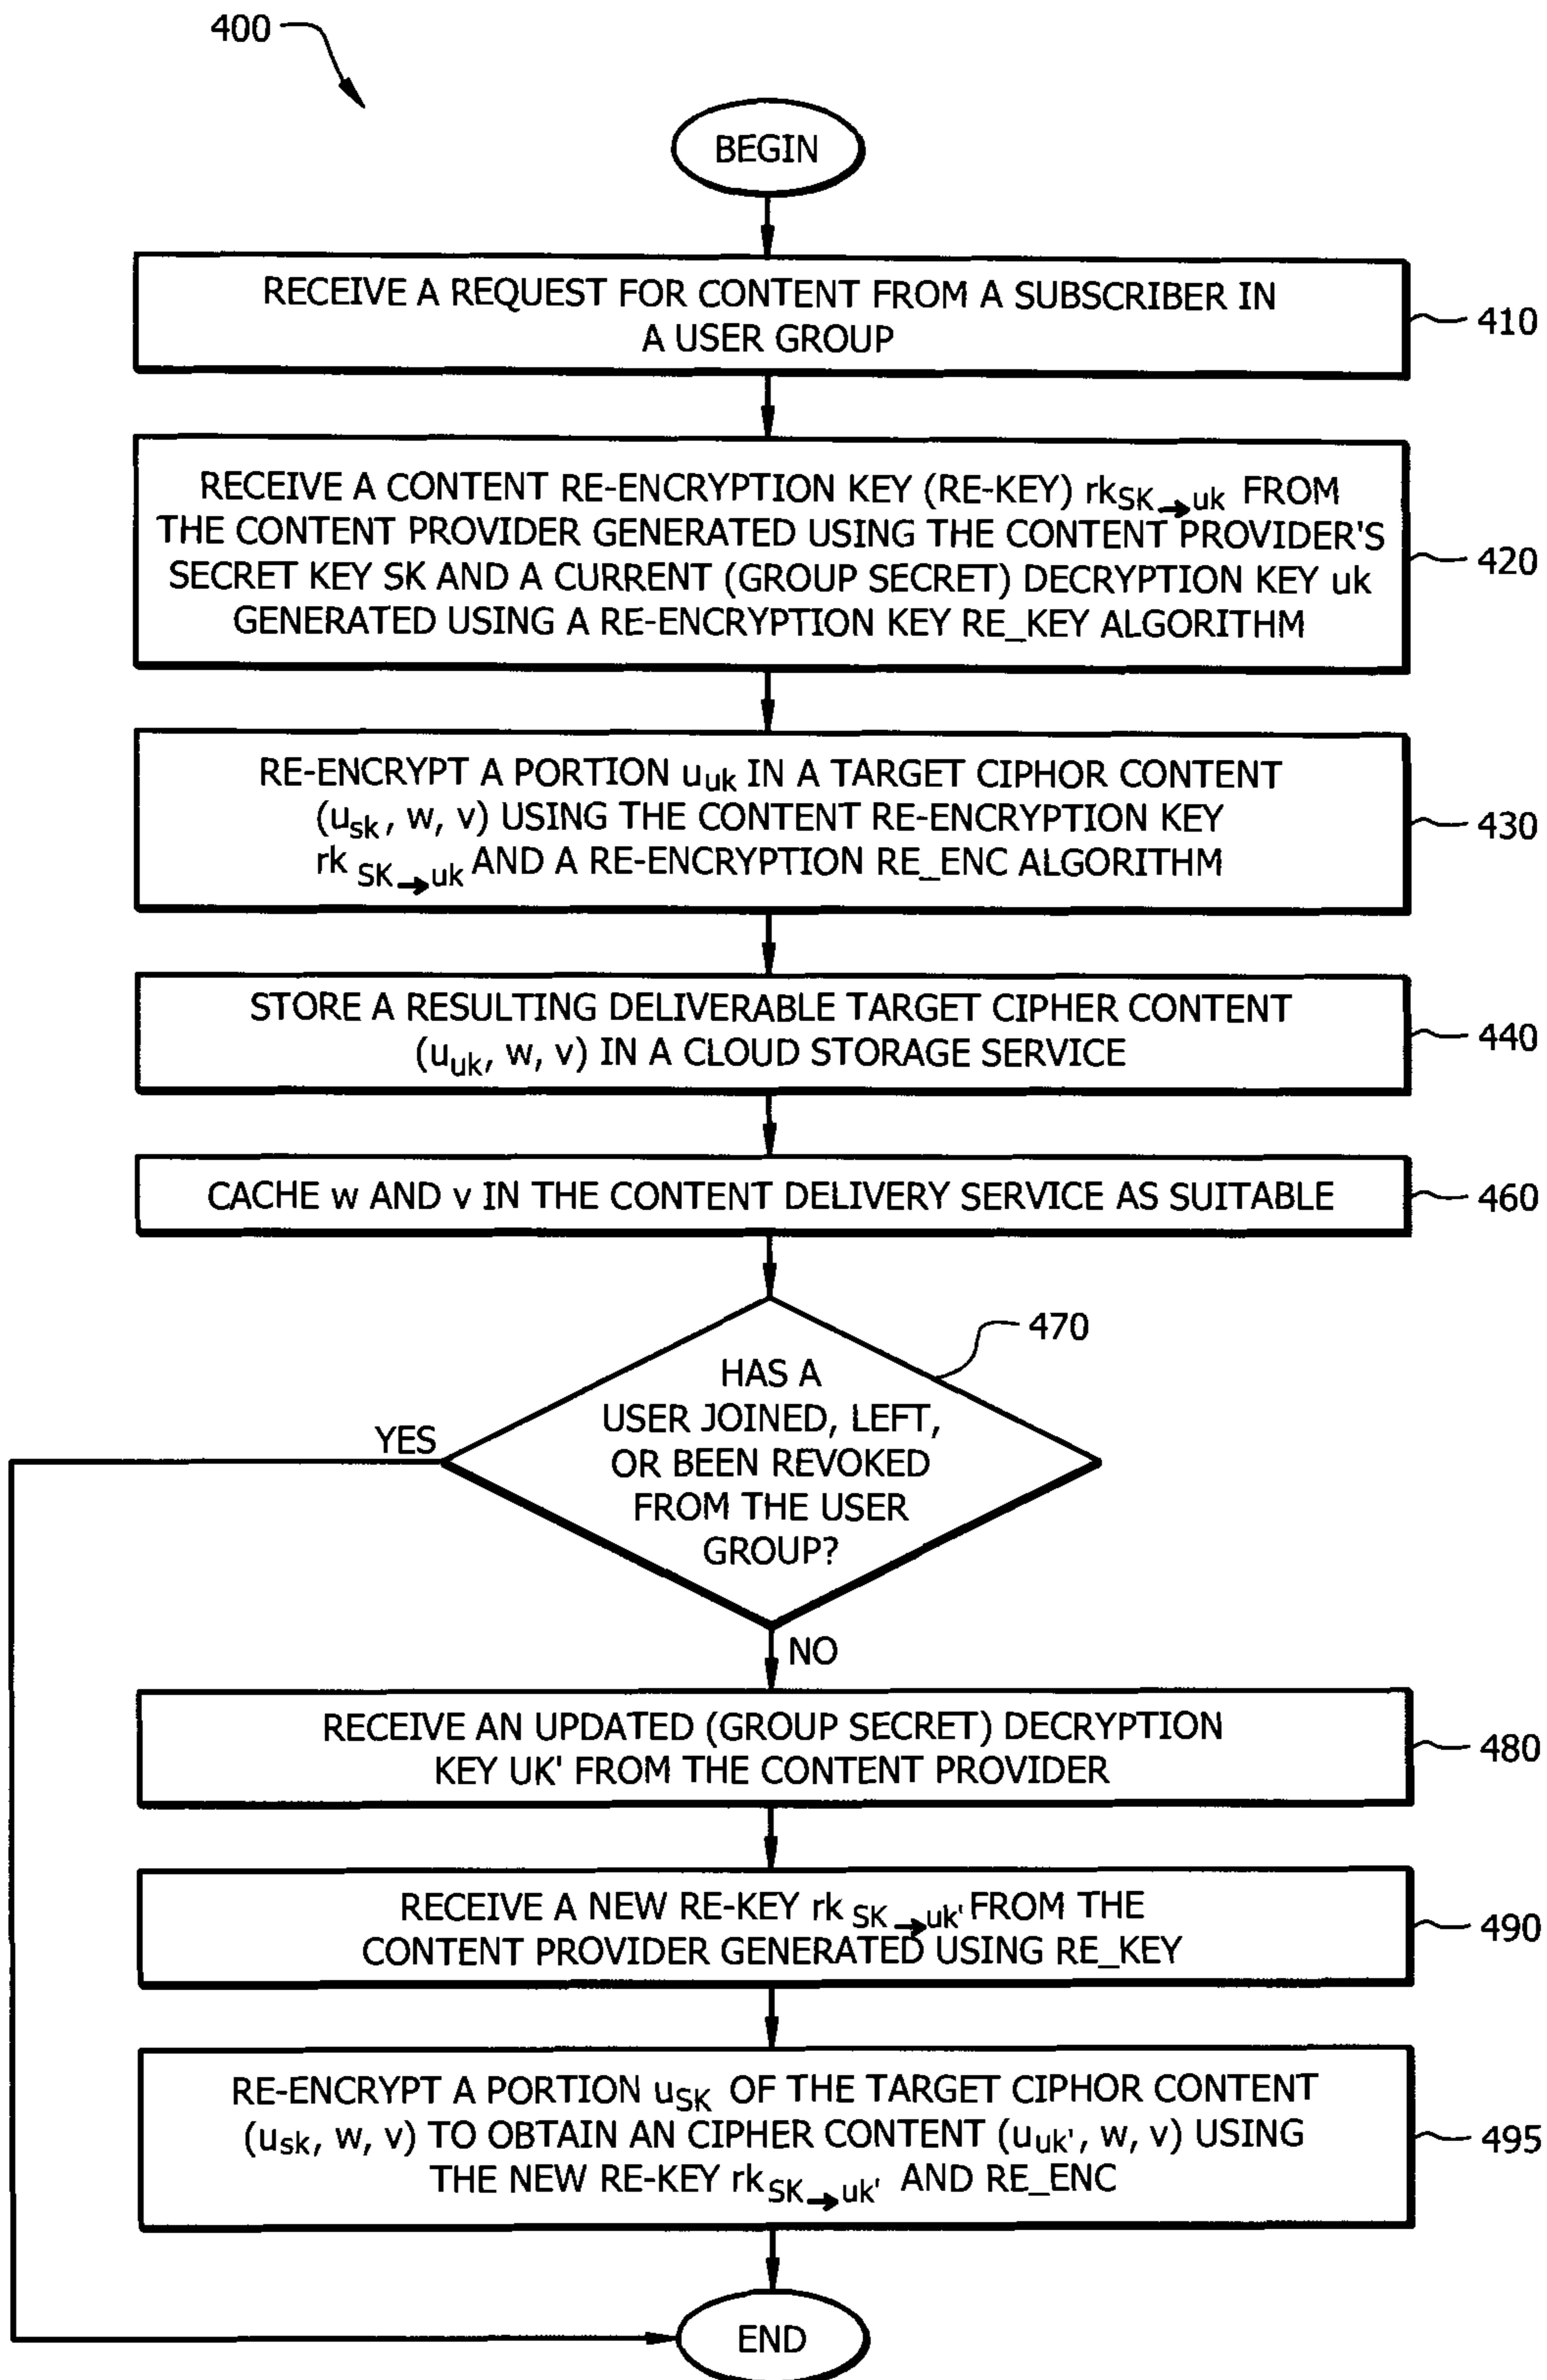 400
BEGIN
RECEIVE A REQUEST FOR CONTENT FROM A SUBSCRIBER IN
A USER GROUP
410
RECEIVE A CONTENT RE-ENCRYPTION KEY (RE-KEY) rkSK→uk FROM
THE CONTENT PROVIDER GENERATED USING THE CONTENT PROVIDER'S
SECRET KEY SK AND A CURRENT (GROUP SECRET) DECRYPTION KEY uk
GENERATED USING A RE-ENCRYPTION KEY RE_KEY ALGORITHM
420
RE-ENCRYPT A PORTION uuk IN A TARGET CIPHOR CONTENT
(usk, w, v) USING THE CONTENT RE-ENCRYPTION KEY
rk SK→uk AND A RE-ENCRYPTION RE_ENC ALGORITHM
430
STORE A RESULTING DELIVERABLE TARGET CIPHER CONTENT
(uuk, w, v) IN A CLOUD STORAGE SERVICE
440
CACHE w AND v IN THE CONTENT DELIVERY SERVICE AS SUITABLE
460
470
HAS A
USER JOINED, LEFT,
OR BEEN REVOKED
FROM THE USER
GROUP?
YES
NO
RECEIVE AN UPDATED (GROUP SECRET) DECRYPTION
KEY UK' FROM THE CONTENT PROVIDER
480
RECEIVE A NEW RE-KEY rk SK→uk' FROM THE
CONTENT PROVIDER GENERATED USING RE_KEY
490
RE-ENCRYPT A PORTION uSK OF THE TARGET CIPHOR CONTENT
(usk, w, v) TO OBTAIN AN CIPHER CONTENT (uuk', w, v) USING
THE NEW RE-KEY rkSK→uk' AND RE_ENC
495
END